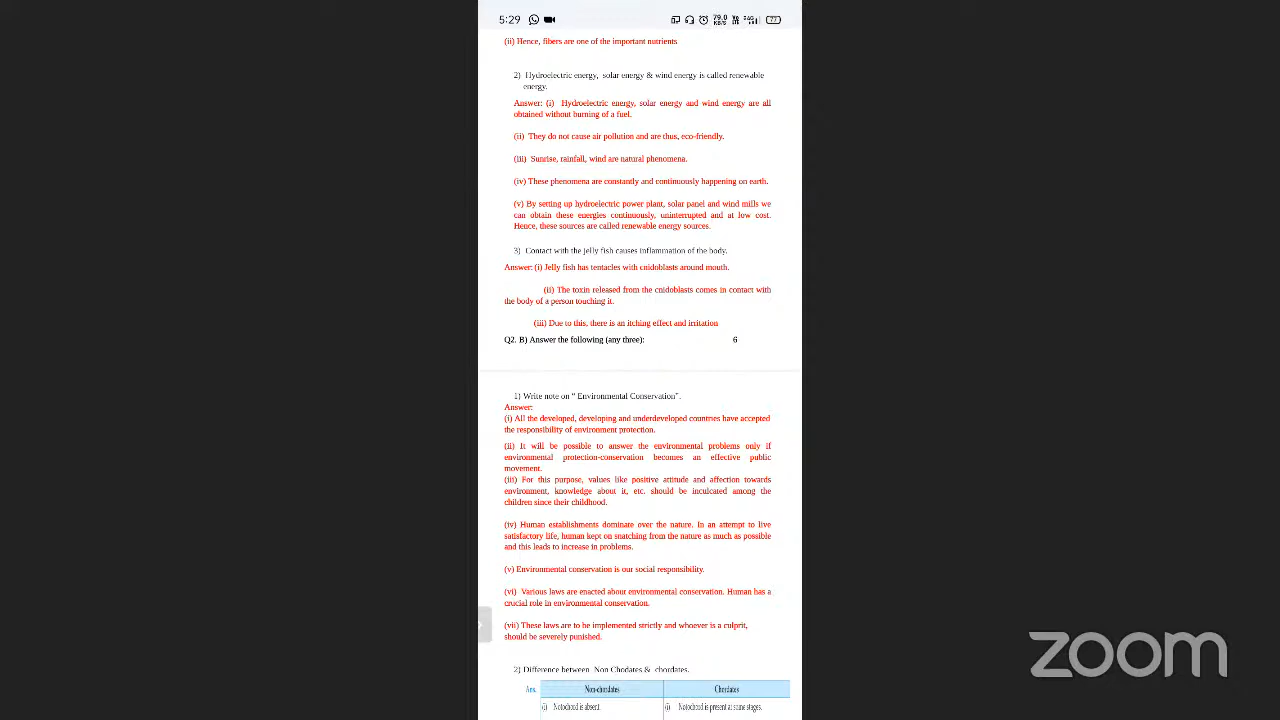 5:29
79.0 KB/S
77
(ii) Hence, fibers are one of the important nutrients
2) Hydroelectric energy, solar energy & wind energy is called renewable
energy.
Answer: (i) Hydroelectric energy, solar energy and wind energy are all
obtained without burning of a fuel.
(ii) They do not cause air pollution and are thus, eco-friendly.
(iii) Sunrise, rainfall, wind are natural phenomena.
(iv) These phenomena are constantly and continuously happening on earth.
(v) By setting up hydroelectric power plant, solar panel and wind mills we
can obtain these energies continuously, uninterrupted and at low cost.
Hence, these sources are called renewable energy sources.
3) Contact with the jelly fish causes inflammation of the body.
Answer: (i) Jelly fish has tentacles with cnidoblasts around mouth.
(ii) The toxin released from the cnidoblasts comes in contact with
the body of a person touching it.
(iii) Due to this, there is an itching effect and irritation
Q2. B) Answer the following (any three): 6
1) Write note on “ Environmental Conservation”.
Answer:
(i) All the developed, developing and underdeveloped countries have accepted
the responsibility of environment protection.
(ii) It will be possible to answer the environmental problems only if
environmental protection-conservation becomes an effective public
movement.
(iii) For this purpose, values like positive attitude and affection towards
environment, knowledge about it, etc. should be inculcated among the
children since their childhood.
(iv) Human establishments dominate over the nature. In an attempt to live
satisfactory life, human kept on snatching from the nature as much as possible
and this leads to increase in problems.
(v) Environmental conservation is our social responsibility.
(vi) Various laws are enacted about environmental conservation. Human has a
crucial role in environmental conservation.
(vii) These laws are to be implemented strictly and whoever is a culprit,
should be severely punished.
2) Difference between Non Chodates & chordates.
Ans. Non-chordates Chordates
(i) Notochord is absent. (i) Notochord is present at some stages.
zoom